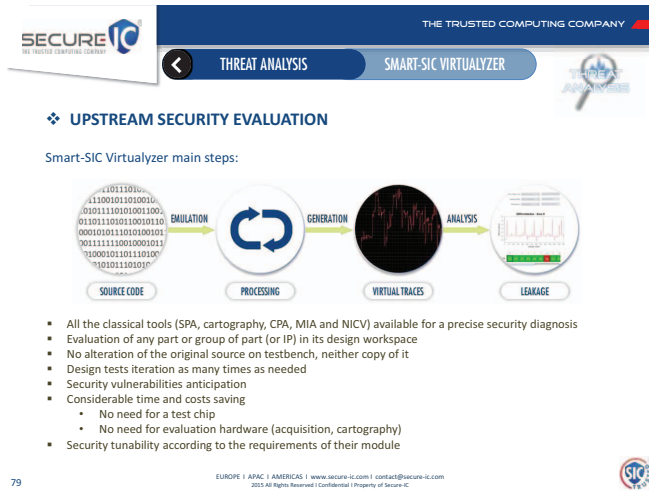 THE TRUSTED COMPUTING COMPANY
SECURE IC
THE TRUSTED COMPUTING COMPANY
THREAT ANALYSIS
SMART-SIC VIRTUALYZER
THREAT
ANALYSIS
❖ UPSTREAM SECURITY EVALUATION
Smart-SIC Virtualyzer main steps:
EMULATION
GENERATION
ANALYSIS
SOURCE CODE
PROCESSING
VIRTUAL TRACES
LEAKAGE
▪ All the classical tools (SPA, cartography, CPA, MIA and NICV) available for a precise security diagnosis
▪ Evaluation of any part or group of part (or IP) in its design workspace
▪ No alteration of the original source on testbench, neither copy of it
▪ Design tests iteration as many times as needed
▪ Security vulnerabilities anticipation
▪ Considerable time and costs saving
• No need for a test chip
• No need for evaluation hardware (acquisition, cartography)
▪ Security tunability according to the requirements of their module
79
EUROPE I APAC I AMERICAS I www.secure-ic.com I contact@secure-ic.com
2015 All Rights Reserved I Confidential I Property of Secure-IC
SIC